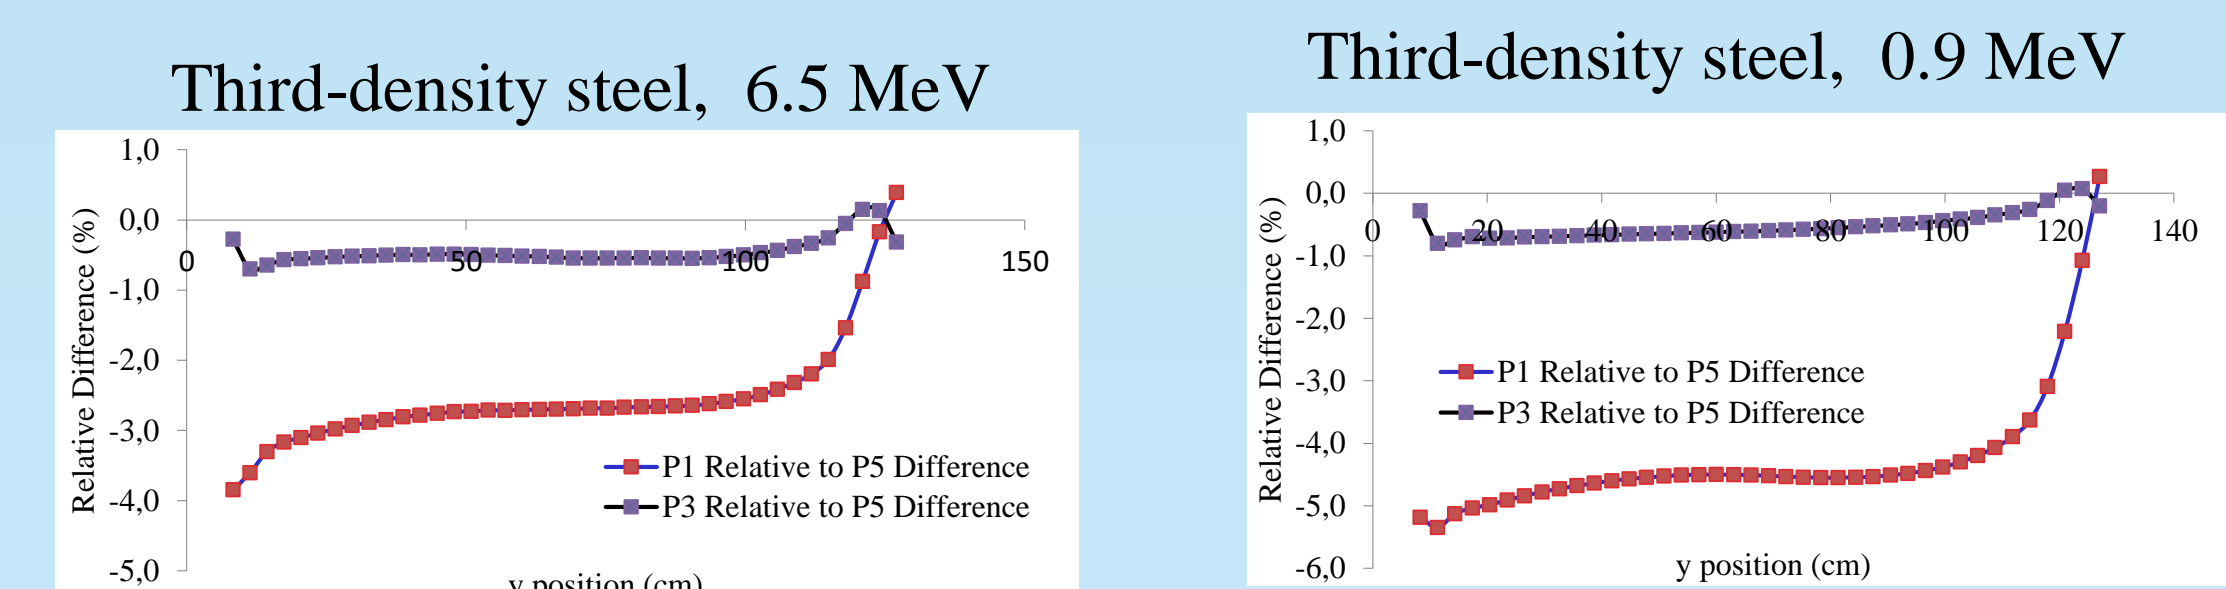 Third-density steel, 6.5 MeV
1,0
0,0
-1,0
-2,0
-3,0
-4,0
-5,0
0
50
100
150
Relative Difference (%)
P1 Relative to P5 Difference
P3 Relative to P5 Difference
y position (cm)
Third-density steel, 0.9 MeV
1,0
0,0
-1,0
-2,0
-3,0
-4,0
-5,0
-6,0
0
20
40
60
80
100
120
140
Relative Difference (%)
P1 Relative to P5 Difference
P3 Relative to P5 Difference
y position (cm)